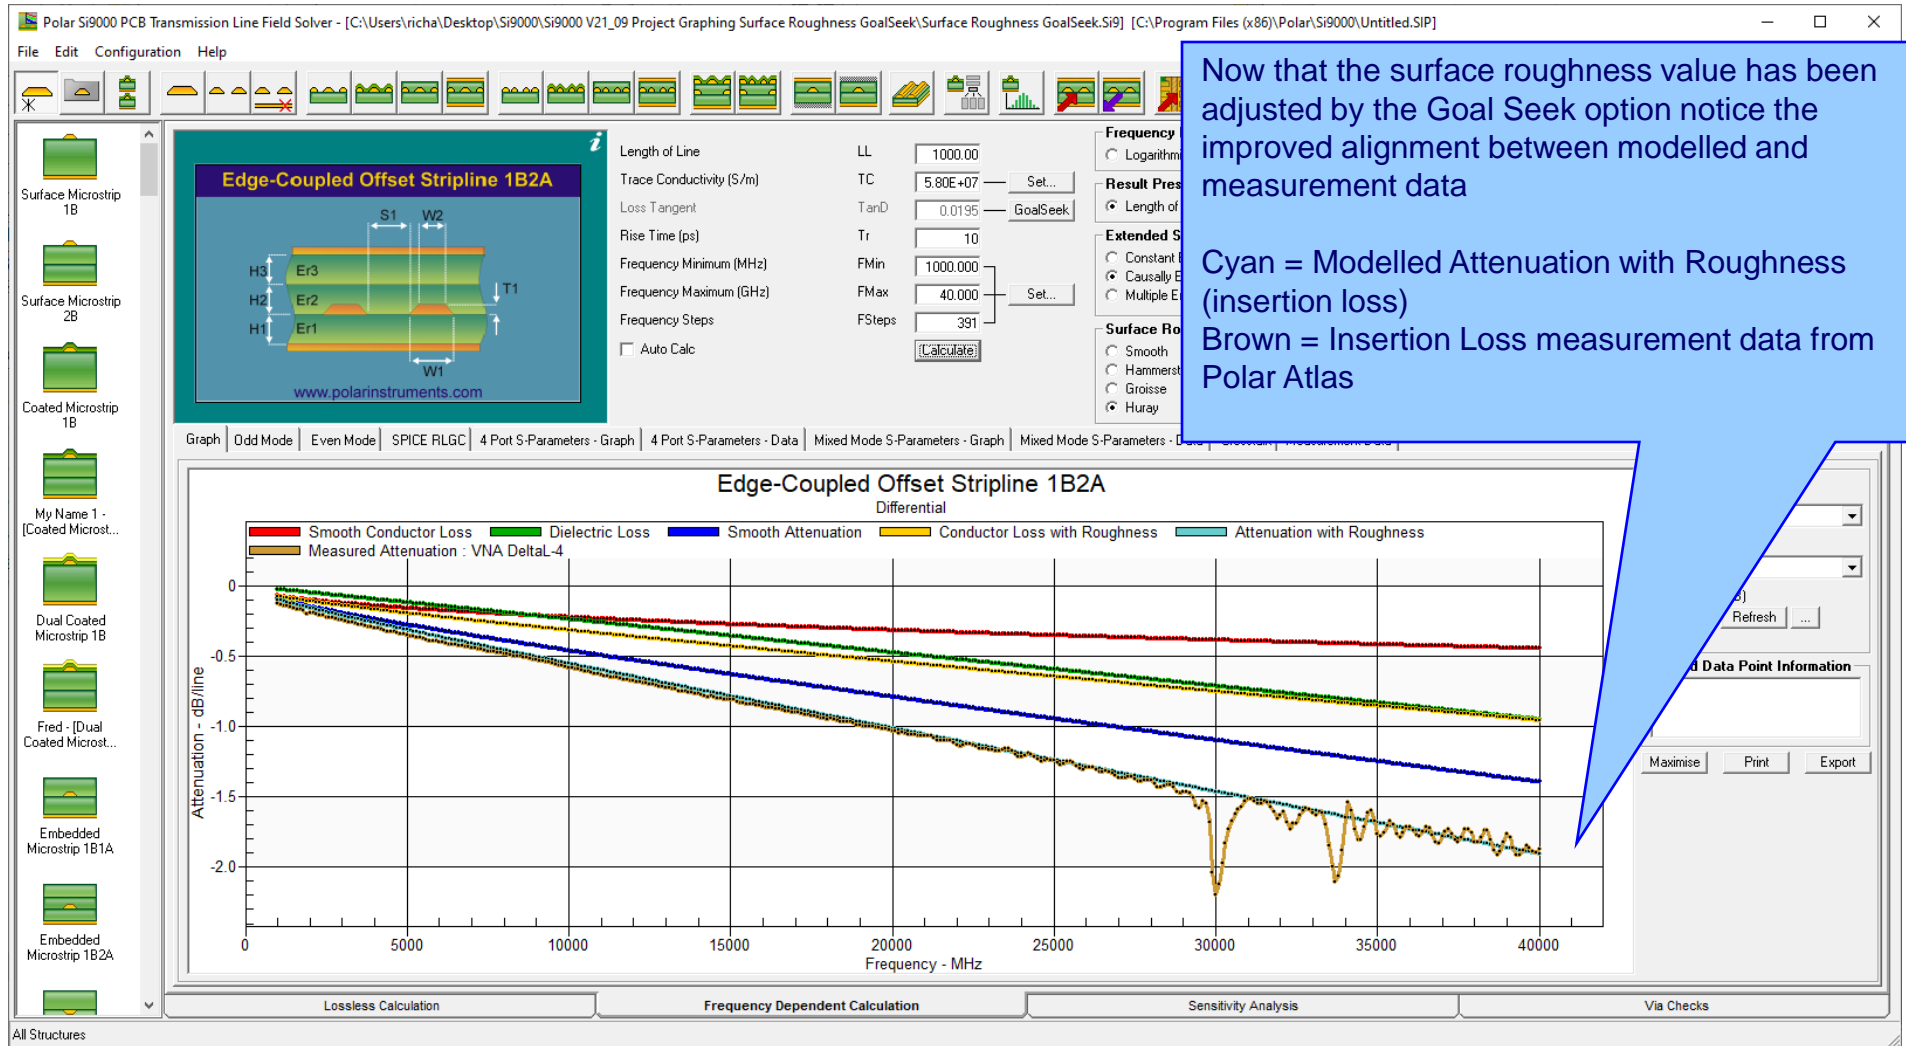 Polar Si9000 PCB Transmission Line Field Solver - [C:\Users\richa\Desktop\Si9000\Si9000 V21_09 Project Graphing Surface Roughness GoalSeek\Surface Roughness GoalSeek.Si9] [C:\Program Files (x86)\Polar\Si9000\Untitled.SIP]
File Edit Configuration Help
Now that the surface roughness value has been
adjusted by the Goal Seek option notice the
improved alignment between modelled and
measurement data
Cyan = Modelled Attenuation with Roughness
(insertion loss)
Brown = Insertion Loss measurement data from
Polar Atlas
Surface Microstrip
1B
Surface Microstrip
2B
Coated Microstrip
1B
My Name 1 -
[Coated Microst...
Dual Coated
Microstrip 1B
Fred - [Dual
Coated Microst...
Embedded
Microstrip 1B1A
Embedded
Microstrip 1B2A
i
Edge-Coupled Offset Stripline 1B2A
S1 W2
H3 Er3
H2 Er2 T1
H1 Er1
W1
www.polarinstruments.com
Length of Line LL 1000.00
Trace Conductivity (S/m) TC 5.80E+07 Set...
Loss Tangent TanD 0.0195 GoalSeek
Rise Time (ps) Tr 10
Frequency Minimum (MHz) FMin 1000.000
Frequency Maximum (GHz) FMax 40.000 Set...
Frequency Steps FSteps 391
Auto Calc Calculate
Frequency
Logarithmi
Result Pres
Length of
Extended S
Constant
Causally E
Multiple E
Surface Ro
Smooth
Hammerst
Groisse
Huray
Graph Odd Mode Even Mode SPICE RLGC 4 Port S-Parameters - Graph 4 Port S-Parameters - Data Mixed Mode S-Parameters - Graph Mixed Mode S-Parameters -
Edge-Coupled Offset Stripline 1B2A
Differential
Smooth Conductor Loss Dielectric Loss Smooth Attenuation Conductor Loss with Roughness Attenuation with Roughness
Measured Attenuation : VNA DeltaL-4
Attenuation - dB/line
0
-0.5
-1.0
-1.5
-2.0
0 5000 10000 15000 20000 25000 30000 35000 40000
Frequency - MHz
Refresh ...
Data Point Information
Maximise Print Export
Lossless Calculation Frequency Dependent Calculation Sensitivity Analysis Via Checks
All Structures